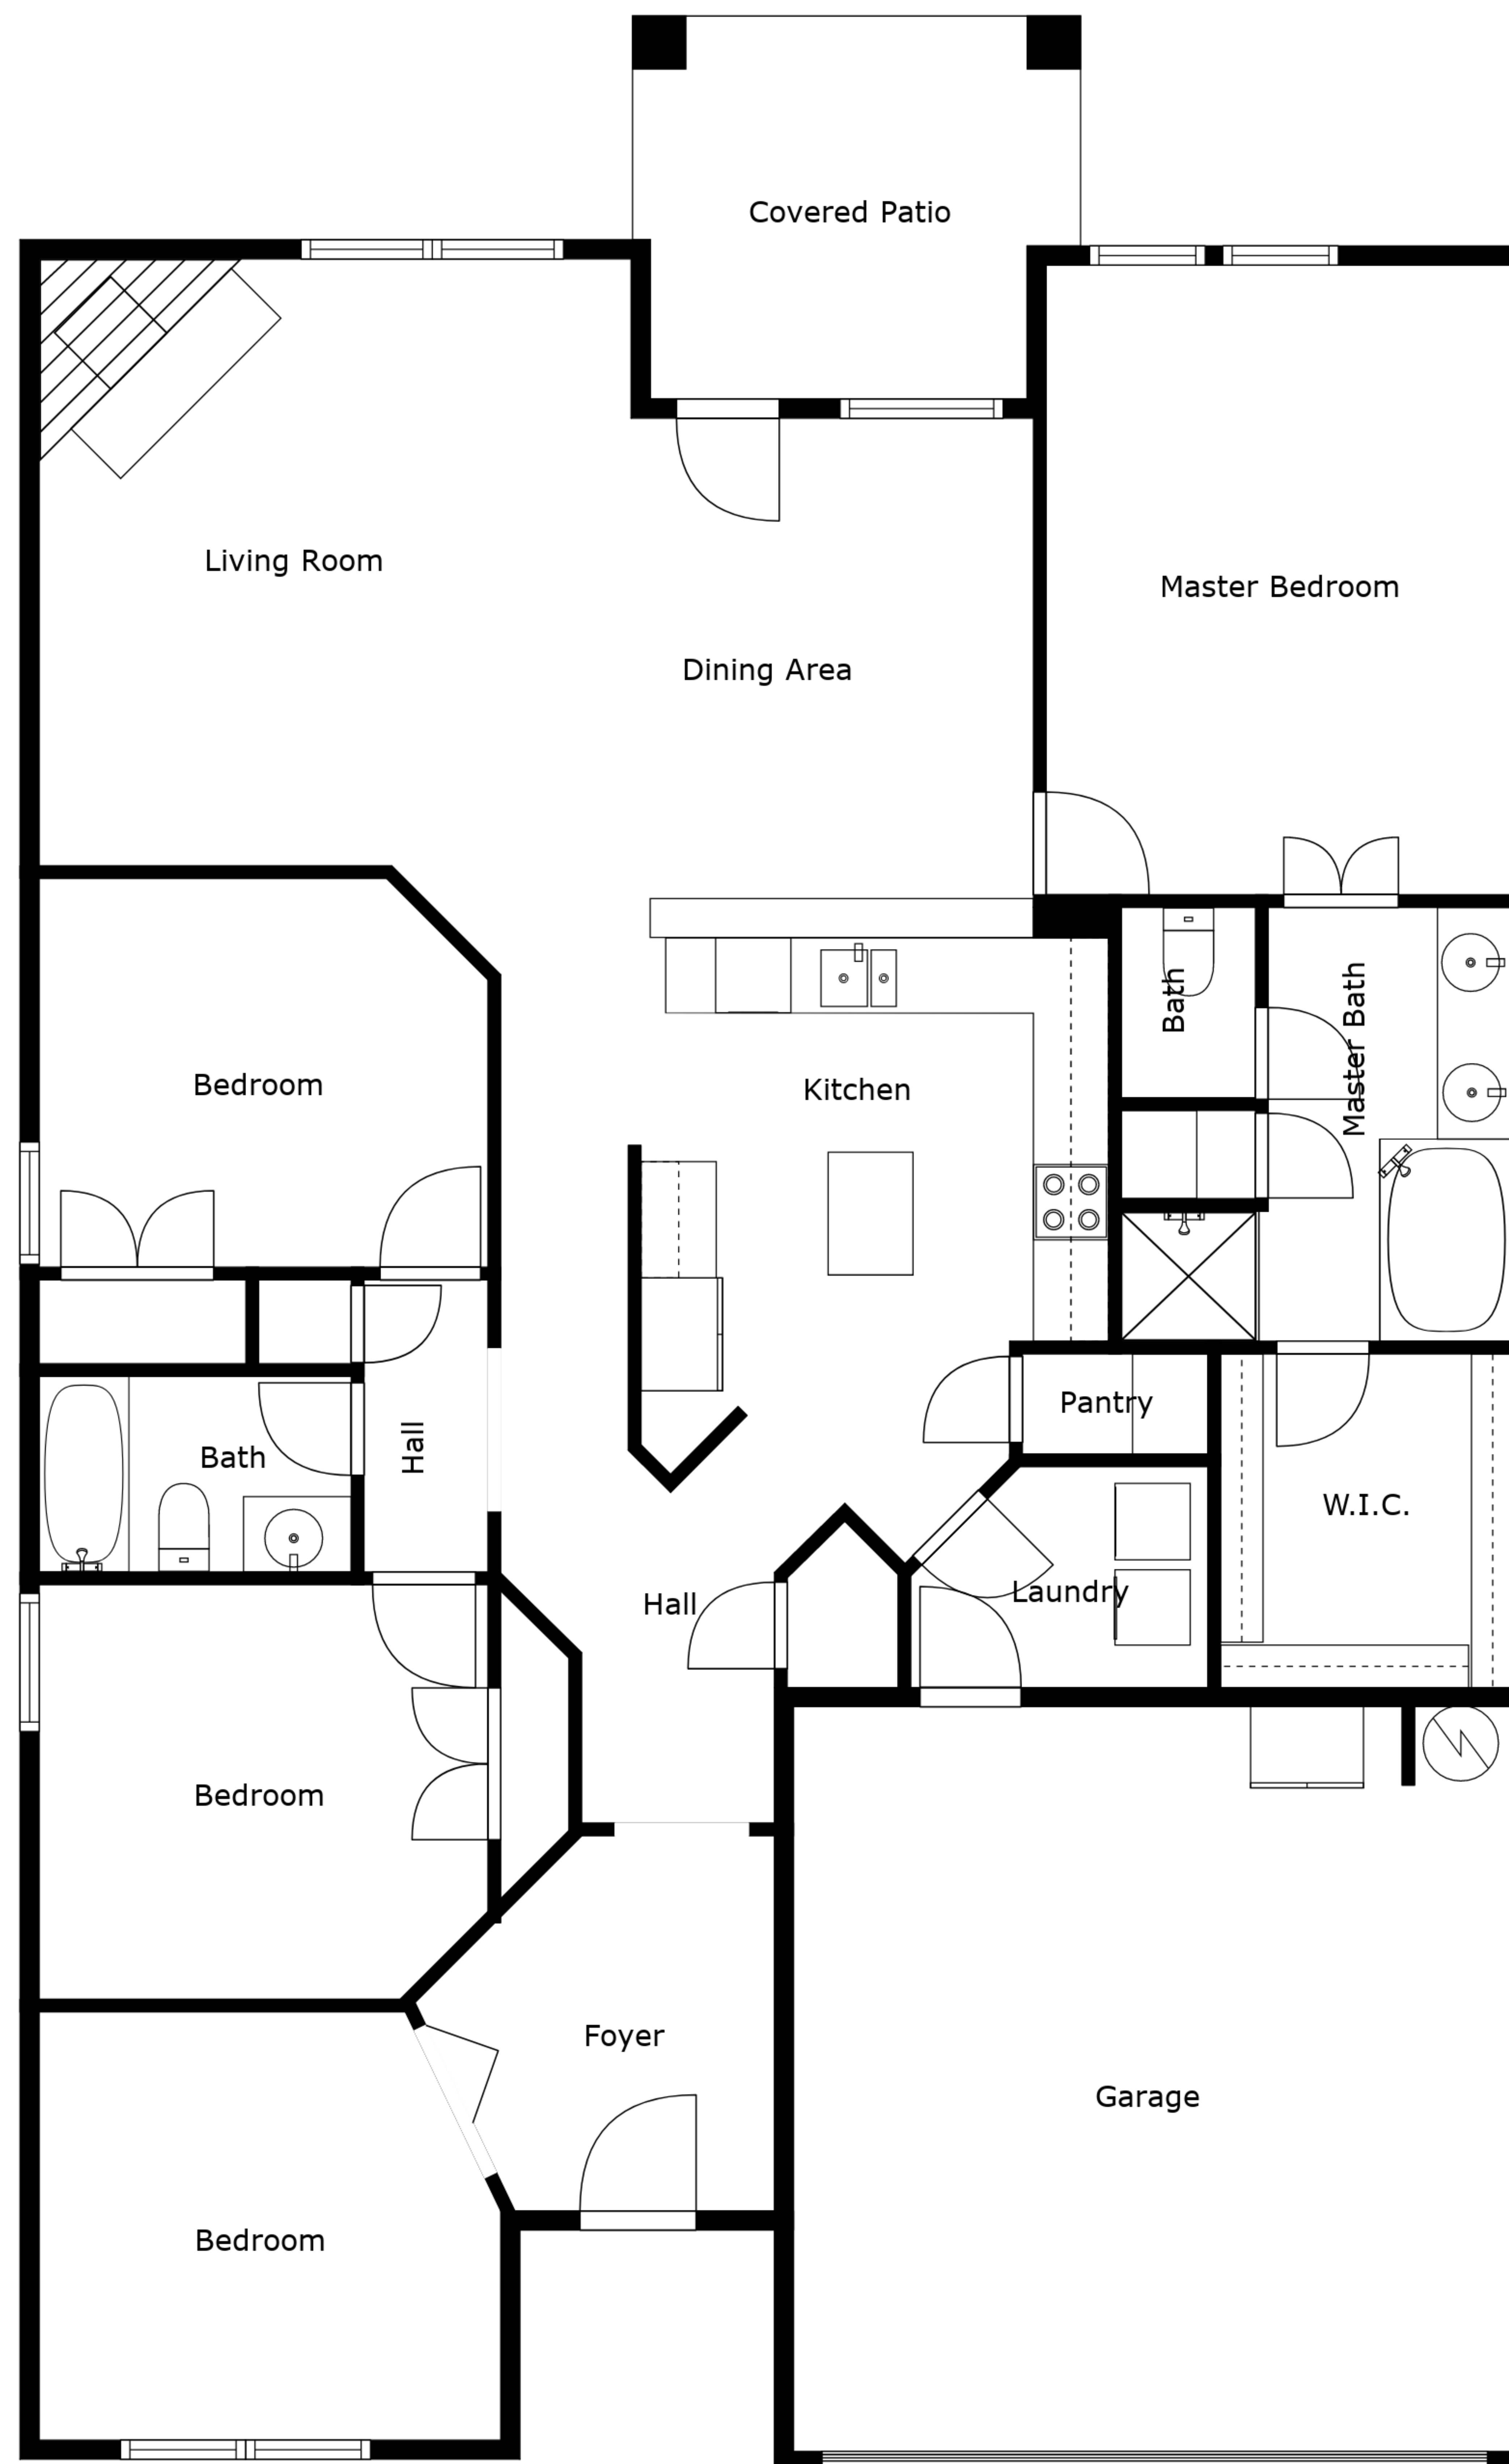 Covered Patio
Living Room
Master Bedroom
Dining Area
Bath
Master Bath
Bedroom
Kitchen
Pantry
Hall
Bath
W.I.C.
Laundry
Hall
Bedroom
Foyer
Garage
Bedroom